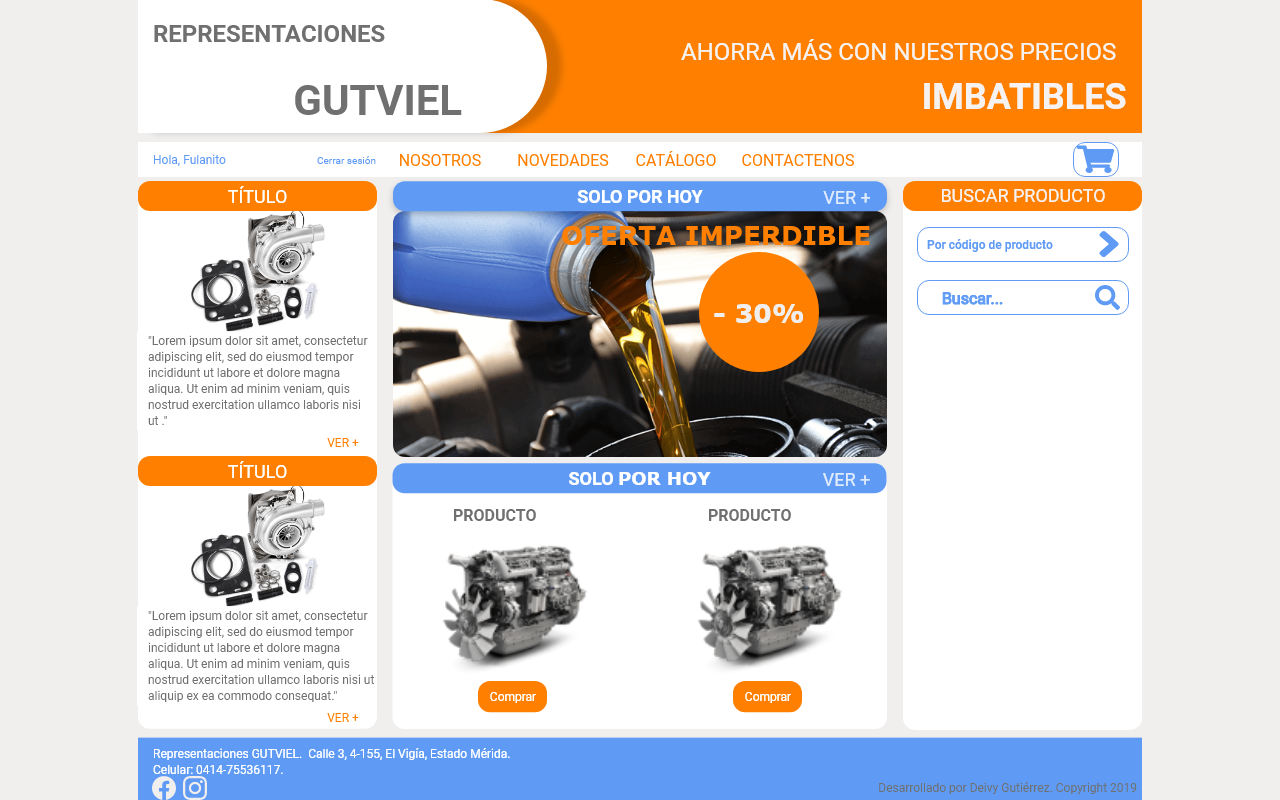 REPRESENTACIONES
GUTVIEL
AHORRA MÁS CON NUESTROS PRECIOS
IMBATIBLES
Hola, Fulanito
Cerrar sesión
NOSOTROS
NOVEDADES
CATÁLOGO
CONTACTENOS
TÍTULO
"Lorem ipsum dolor sit amet, consectetur
adipiscing elit, sed do eiusmod tempor
incididunt ut labore et dolore magna
aliqua. Ut enim ad minim veniam, quis
nostrud exercitation ullamco laboris nisi
ut ."
VER +
TÍTULO
"Lorem ipsum dolor sit amet, consectetur
adipiscing elit, sed do eiusmod tempor
incididunt ut labore et dolore magna
aliqua. Ut enim ad minim veniam, quis
nostrud exercitation ullamco laboris nisi ut
aliquip ex ea commodo consequat."
VER +
SOLO POR HOY
VER +
OFERTA IMPERDIBLE
- 30%
SOLO POR HOY
VER +
PRODUCTO
PRODUCTO
Comprar
Comprar
BUSCAR PRODUCTO
Por código de producto
Buscar...
Representaciones GUTVIEL.  Calle 3, 4-155, El Vigía, Estado Mérida.
Celular: 0414-75536117.
Desarrollado por Deivy Gutiérrez. Copyright 2019